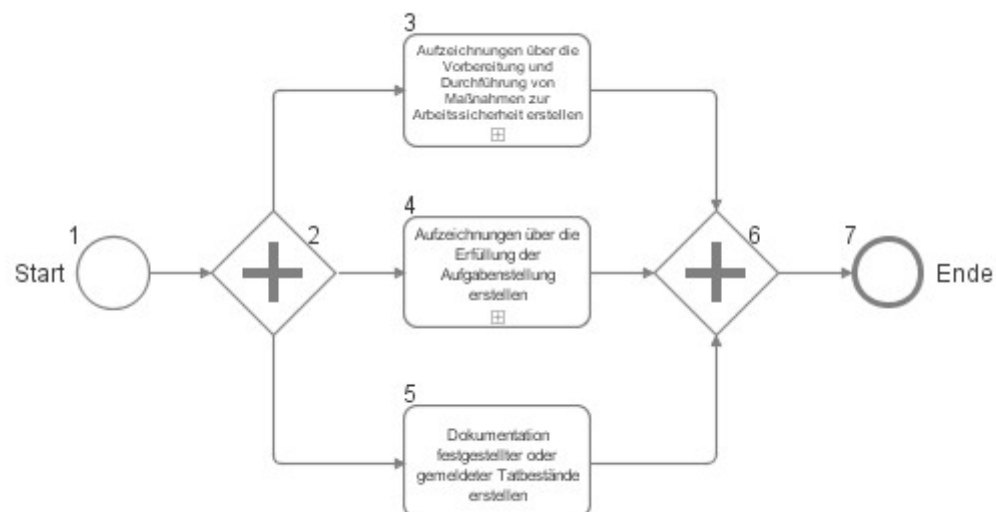 3
Aufzeichnungen über die
Vorbereitung und
Durchführung von
Maßnahmen zur
Arbeitssicherheit erstellen
1
Start
2
4
Aufzeichnungen über die
Erfüllung der
Aufgabenstellung
erstellen
6
7
Ende
5
Dokumentation
festgestellter oder
gemeldeter Tatbestände
erstellen